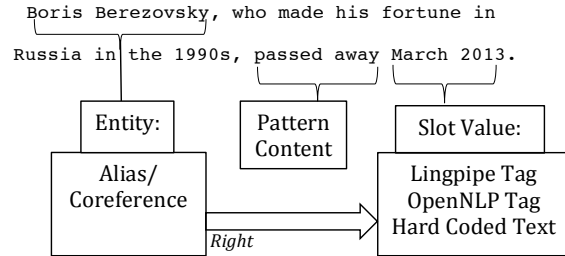 Boris Berezovsky, who made his fortune in
Russia in the 1990s, passed away March 2013.
Entity:
Pattern
Content
Slot Value:
Alias/
Coreference
Lingpipe Tag
OpenNLP Tag
Hard Coded Text
Right